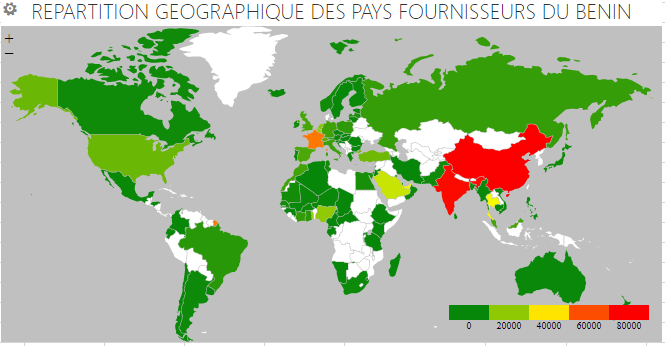 REPARTITION GEOGRAPHIQUE DES PAYS FOURNISSEURS DU BENIN
+
−
0 20000 40000 60000 80000